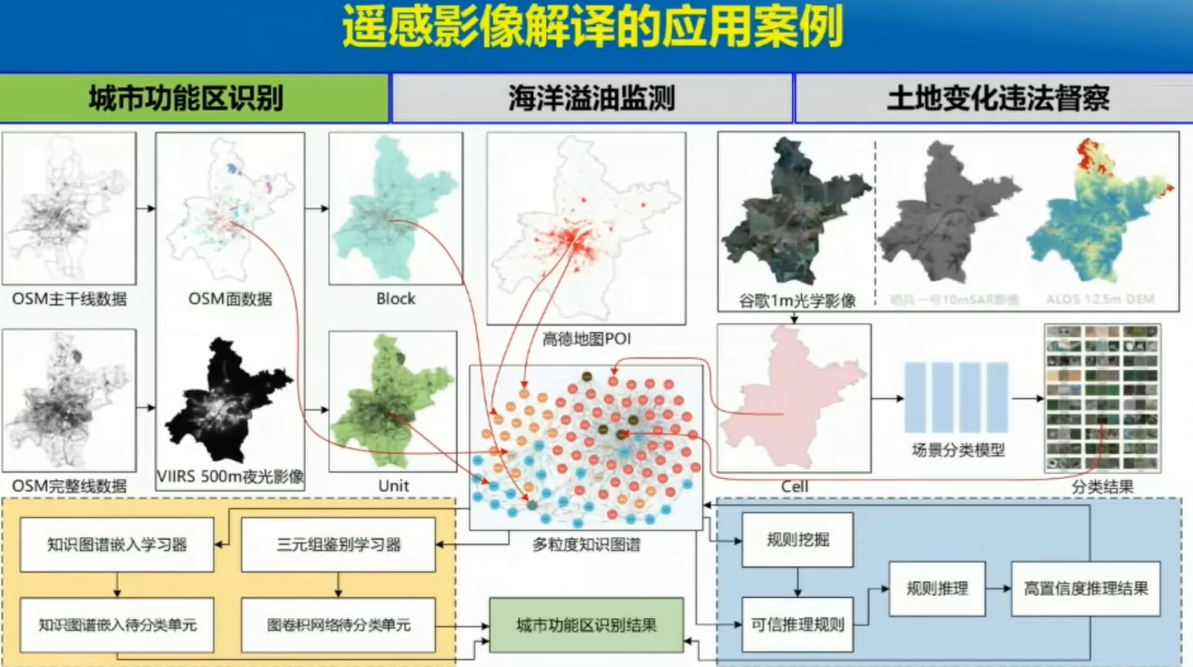 遥感影像解译的应用案例
城市功能区识别
海洋溢油监测
土地变化违法督察
OSM主干线数据
OSM面数据
Block
高德地图POI
谷歌1m光学影像
哨兵一号10mSAR影像
ALOS 12.5m DEM
OSM完整线数据
VIIRS 500m夜光影像
Unit
Cell
场景分类模型
分类结果
多粒度知识图谱
知识图谱嵌入学习器
三元组鉴别学习器
知识图谱嵌入待分类单元
图卷积网络待分类单元
城市功能区识别结果
规则挖掘
可信推理规则
规则推理
高置信度推理结果